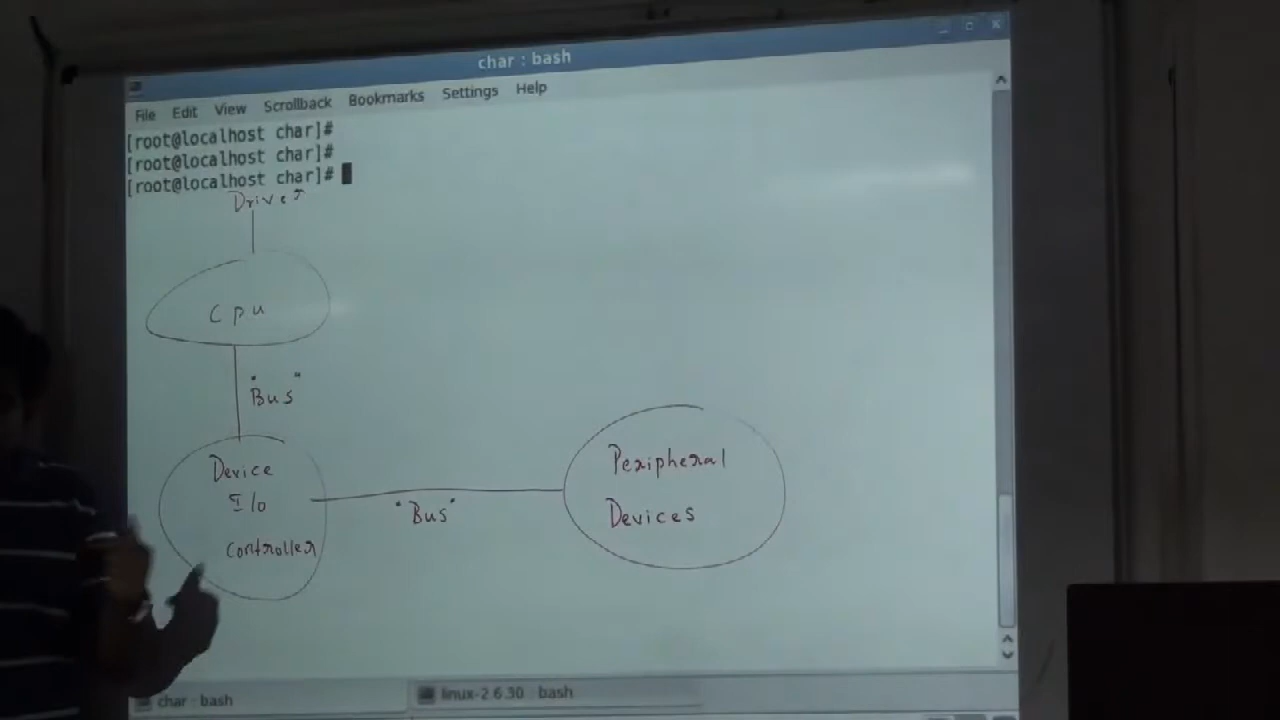 char : bash
File Edit View Scrollback Bookmarks Settings Help
[root@localhost char]#
[root@localhost char]#
[root@localhost char]#
Driver
Cpu
"Bus"
Device
I/o
Controller
"Bus"
Peripheral
Devices
char : bash
linux-2.6.30 : bash